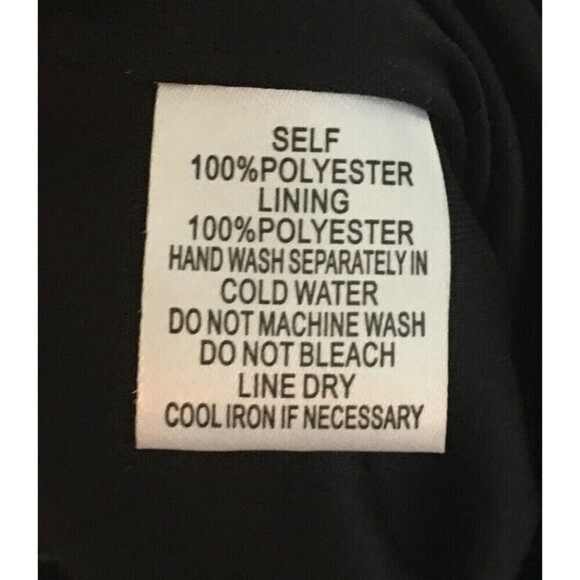 SELF
100%POLYESTER
LINING
100%POLYESTER
HAND WASH SEPARATELY IN
COLD WATER
DO NOT MACHINE WASH
DO NOT BLEACH
LINE DRY
COOL IRON IF NECESSARY